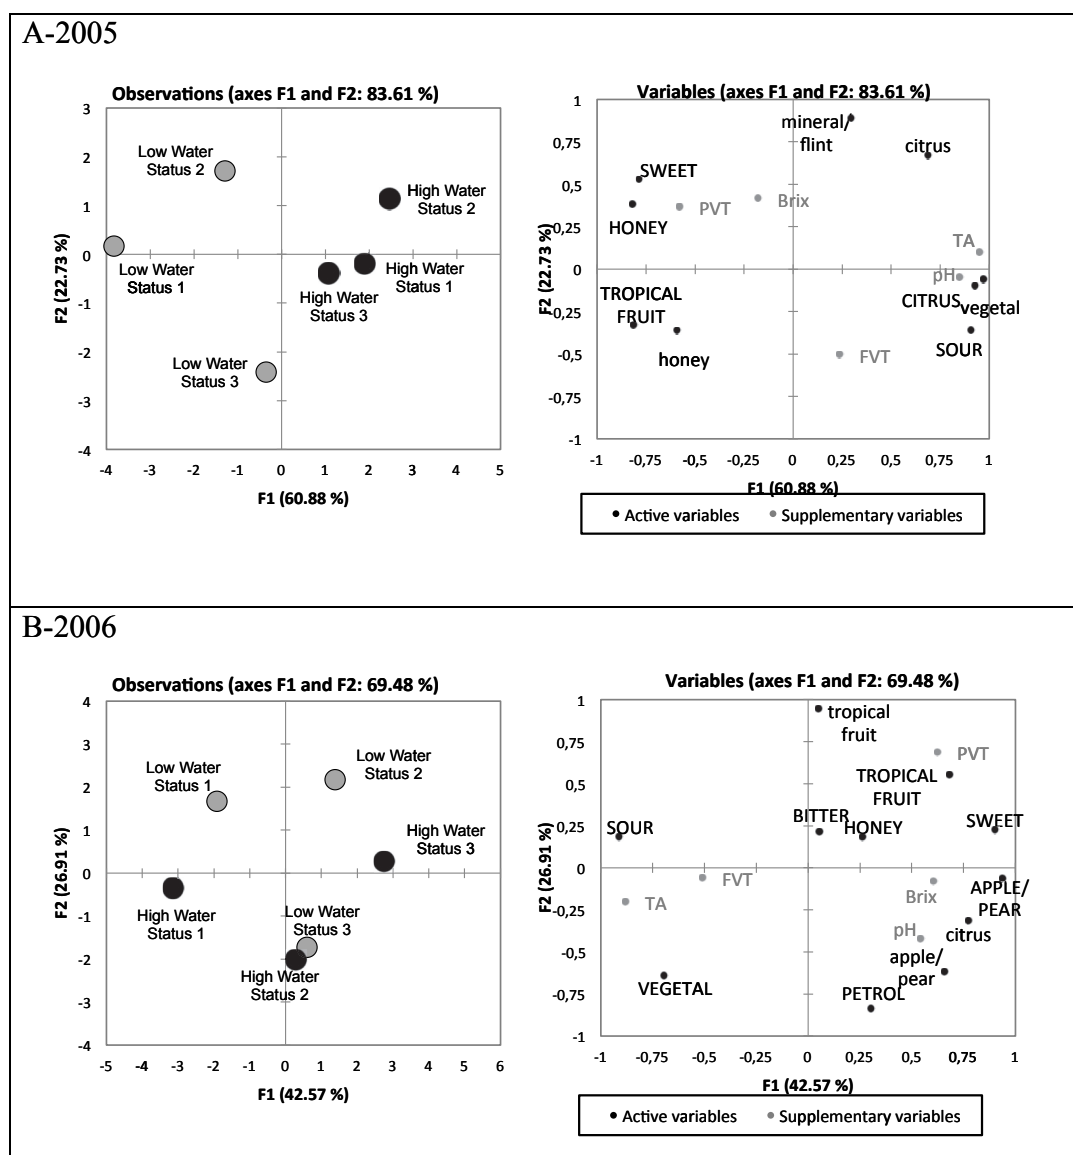 A-2005
Observations (axes F1 and F2: 83.61 %)
3
2
1
0
-1
-2
-3
-4
F2 (22.73 %)
Low Water
Status 2
High Water
Status 2
Low Water
Status 1
High Water
Status 1
High Water
Status 3
Low Water
Status 3
-4 -3 -2 -1 0 1 2 3 4 5
F1 (60.88 %)
Variables (axes F1 and F2: 83.61 %)
1
0,75
0,5
0,25
0
-0,25
-0,5
-0,75
-1
F2 (22.73 %)
mineral/
flint
citrus
SWEET
PVT
Brix
HONEY
TA
pH
TROPICAL
FRUIT
CITRUS
vegetal
honey
FVT
SOUR
-1 -0,75 -0,5 -0,25 0 0,25 0,5 0,75 1
F1 (60.88 %)
Active variables Supplementary variables
B-2006
Observations (axes F1 and F2: 69.48 %)
4
3
2
1
0
-1
-2
-3
-4
F2 (26.91 %)
Low Water
Status 1
Low Water
Status 2
High Water
Status 3
High Water
Status 1
Low Water
Status 3
High Water
Status 2
-5 -4 -3 -2 -1 0 1 2 3 4 5 6
F1 (42.57 %)
Variables (axes F1 and F2: 69.48 %)
1
0,75
0,5
0,25
0
-0,25
-0,5
-0,75
-1
F2 (26.91 %)
tropical
fruit
PVT
TROPICAL
FRUIT
BITTER
HONEY
SWEET
SOUR
FVT
TA
Brix
APPLE/
PEAR
pH
citrus
apple/
pear
VEGETAL
PETROL
-1 -0,75 -0,5 -0,25 0 0,25 0,5 0,75 1
F1 (42.57 %)
Active variables Supplementary variables